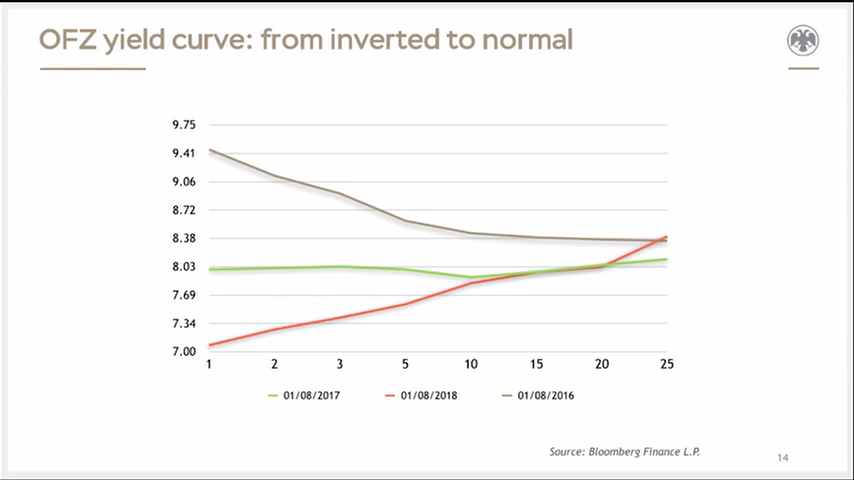 OFZ yield curve: from inverted to normal
9.75
9.41
9.06
8.72
8.38
8.03
7.69
7.34
7.00
1 2 3 5 10 15 20 25
01/08/2017 01/08/2018 01/08/2016
Source: Bloomberg Finance L.P.
14